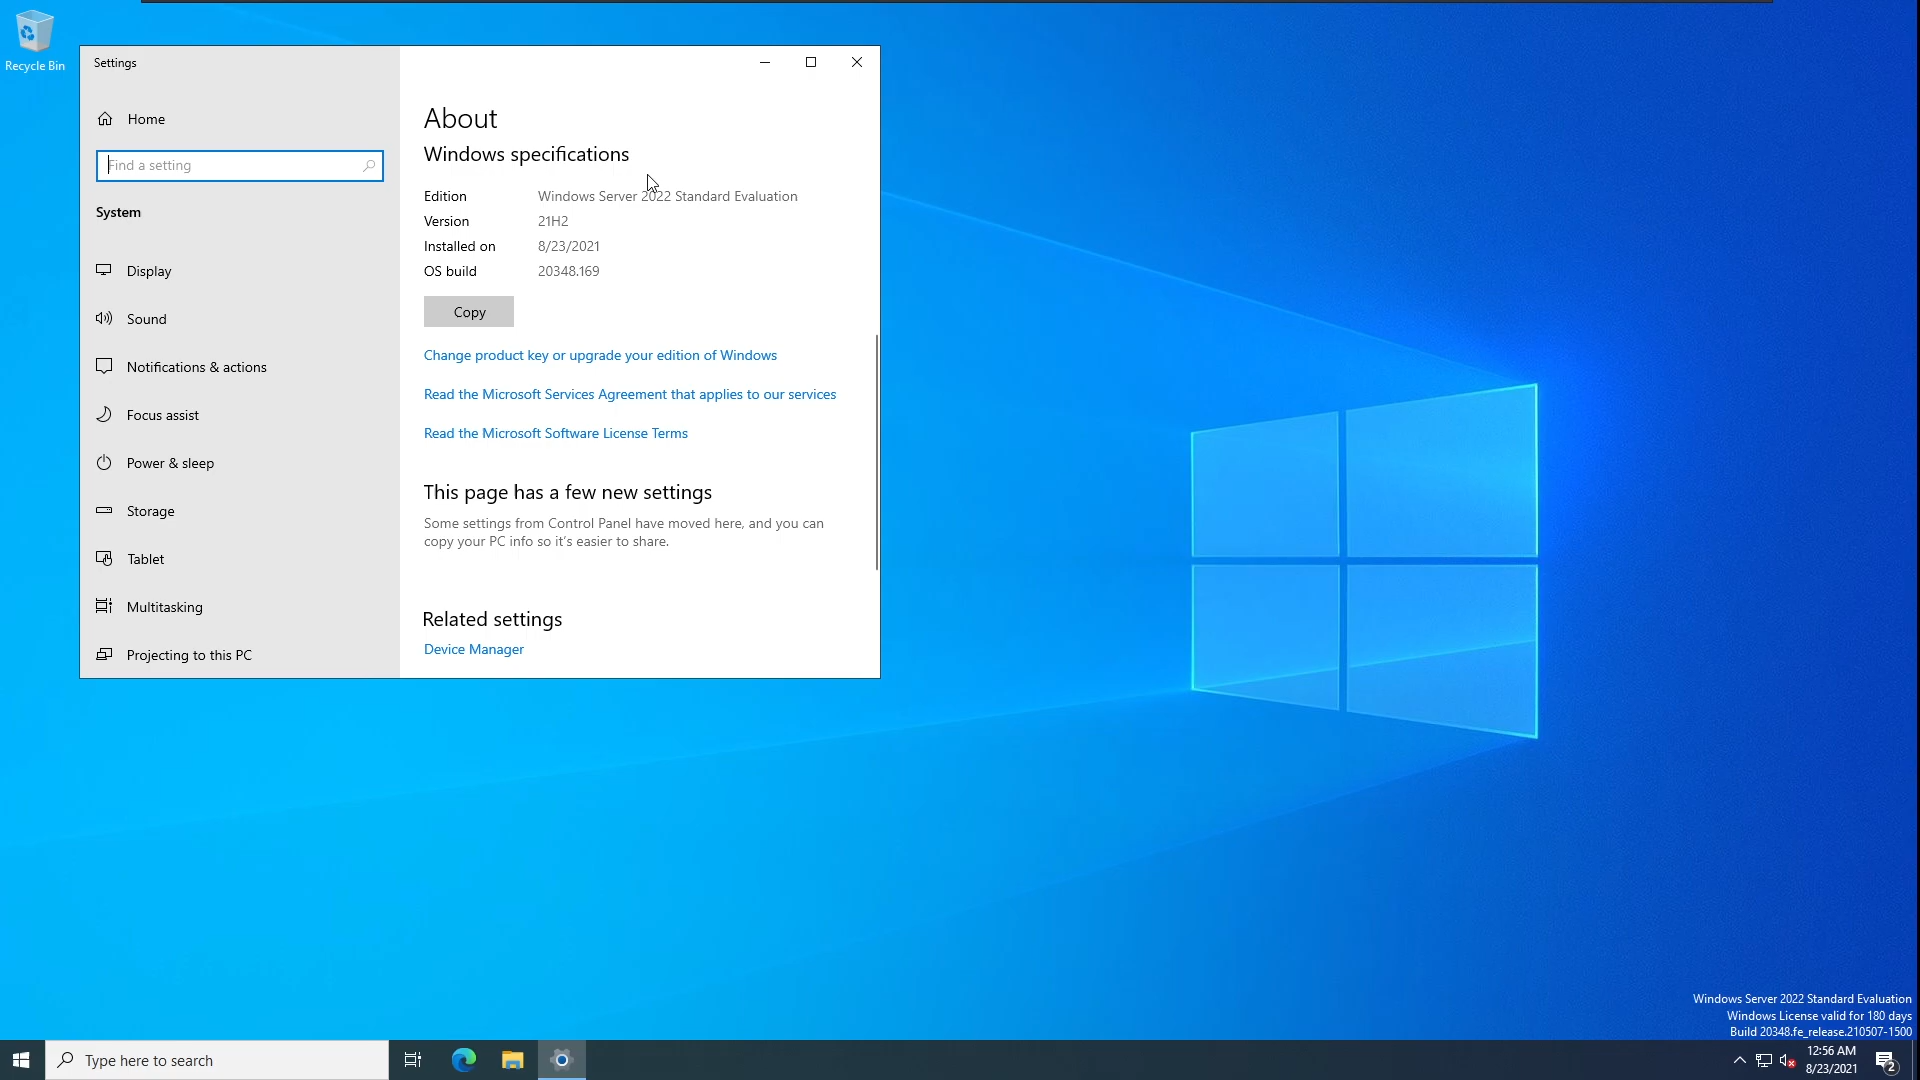 Recycle Bin
Settings
Home
Find a setting
System
Display
Sound
Notifications & actions
Focus assist
Power & sleep
Storage
Tablet
Multitasking
Projecting to this PC
About
Windows specifications
Edition Windows Server 2022 Standard Evaluation
Version 21H2
Installed on 8/23/2021
OS build 20348.169
Copy
Change product key or upgrade your edition of Windows
Read the Microsoft Services Agreement that applies to our services
Read the Microsoft Software License Terms
This page has a few new settings
Some settings from Control Panel have moved here, and you can
copy your PC info so it's easier to share.
Related settings
Device Manager
Windows Server 2022 Standard Evaluation
Windows License valid for 180 days
Build 20348.fe_release.210507-1500
Type here to search
12:56 AM
8/23/2021
2